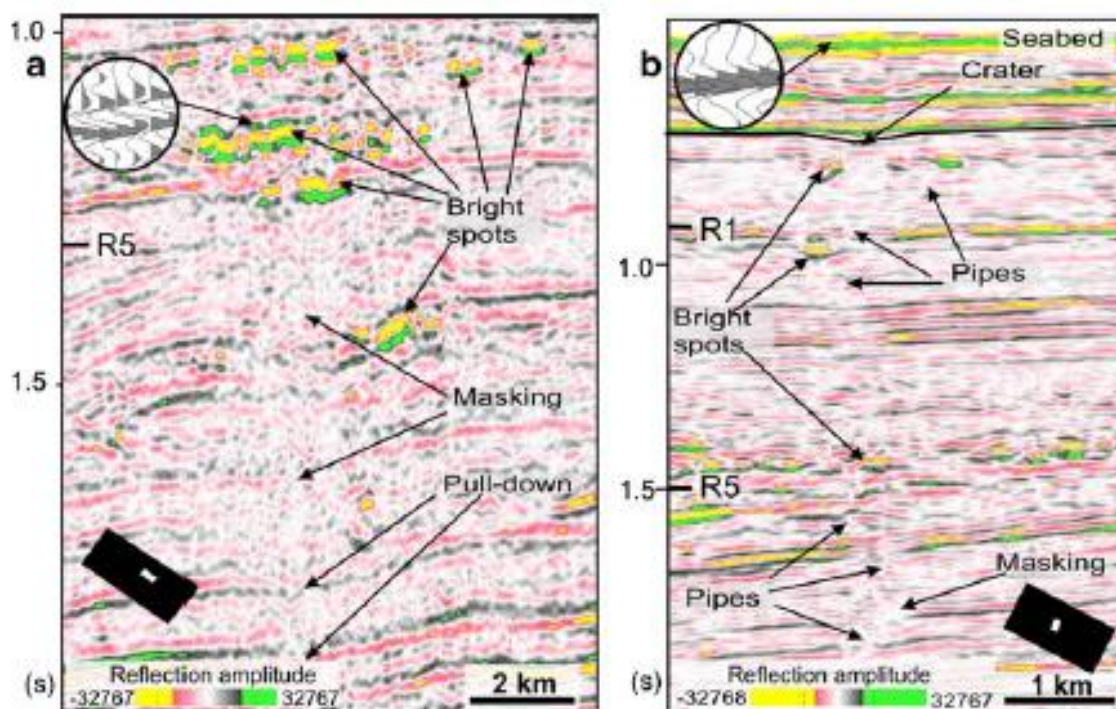 1.0
a
Bright
spots
R5
1.5
Masking
Pull-down
(s)
Reflection amplitude
-32767 32767
2 km
b
Seabed
Crater
R1
1.0
Pipes
Bright
spots
1.5
R5
Masking
Pipes
(s)
Reflection amplitude
-32768 32767
1 km